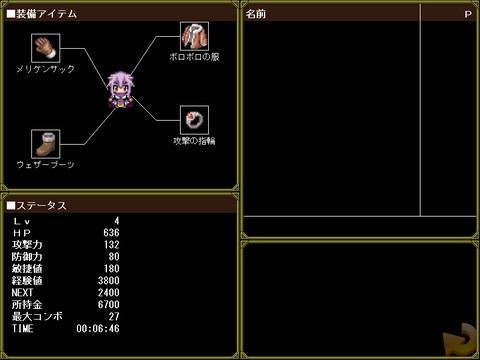 ■装備アイテム
メリケンサック
ボロボロの服
ウェザーブーツ
攻撃の指輪
■ステータス
Lv 4
HP 636
攻撃力 132
防御力 80
敏捷値 180
経験値 3800
NEXT 2400
所持金 6700
最大コンボ 27
TIME 00:06:46
名前 P